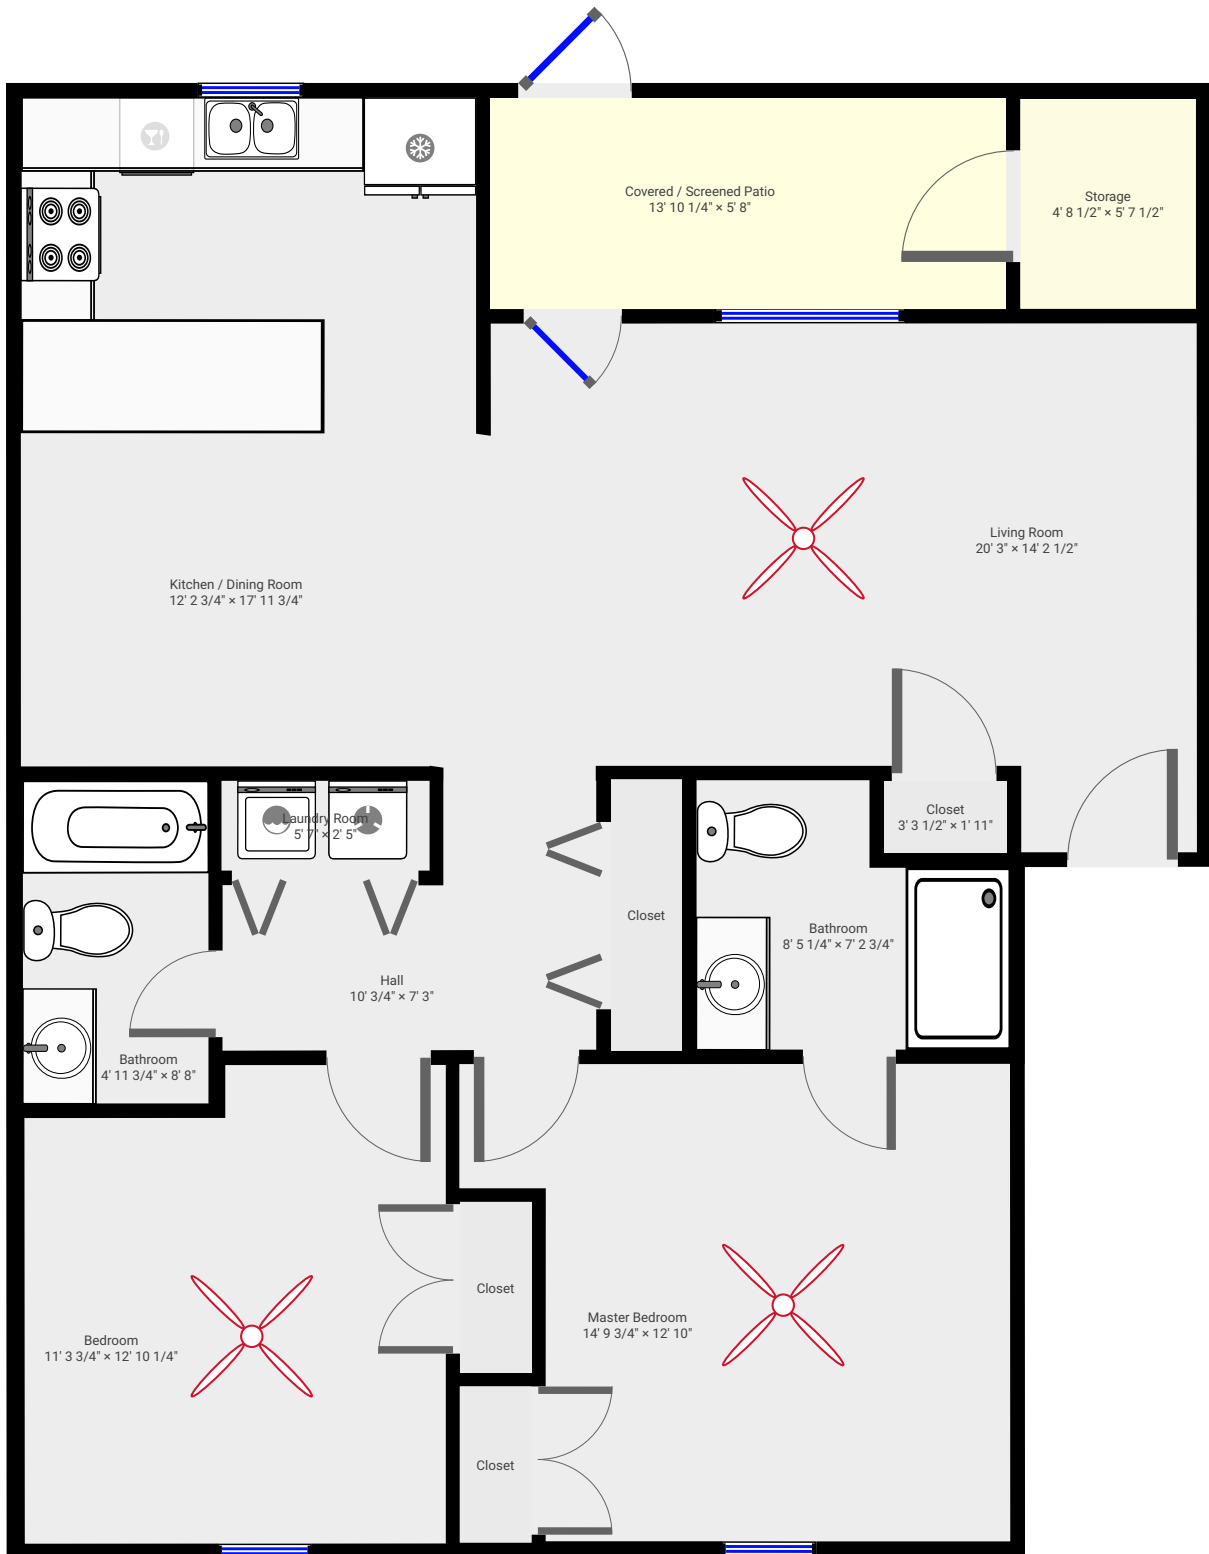 Covered / Screened Patio
13' 10 1/4" × 5' 8"
Storage
4' 8 1/2" × 5' 7 1/2"
Living Room
20' 3" × 14' 2 1/2"
Kitchen / Dining Room
12' 2 3/4" × 17' 11 3/4"
Laundry Room
5' 7" × 2' 5"
Closet
3' 3 1/2" × 1' 11"
Closet
Bathroom
8' 5 1/4" × 7' 2 3/4"
Hall
10' 3/4" × 7' 3"
Bathroom
4' 11 3/4" × 8' 8"
Closet
Master Bedroom
14' 9 3/4" × 12' 10"
Bedroom
11' 3 3/4" × 12' 10 1/4"
Closet